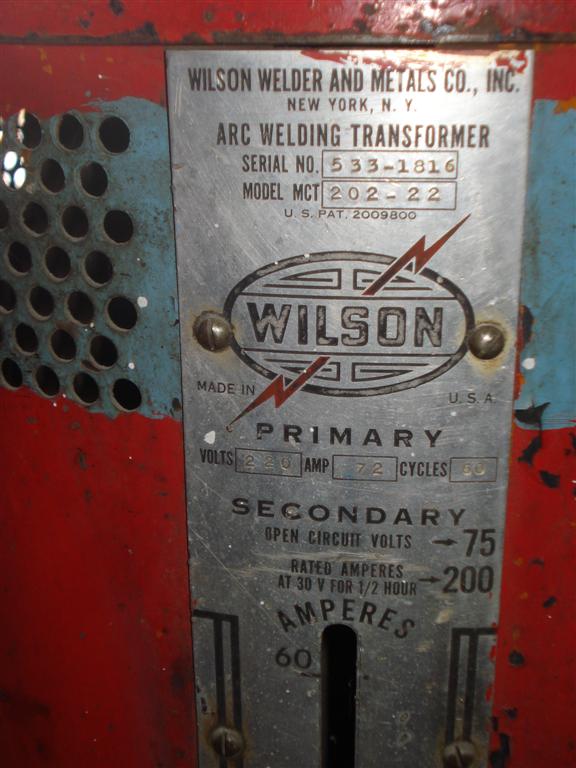 WILSON WELDER AND METALS CO., INC.
NEW YORK, N. Y.
ARC WELDING TRANSFORMER
SERIAL NO. 533-1816
MODEL MCT 202-22
U.S. PAT. 2009800
WILSON
MADE IN U.S.A
PRIMARY
VOLTS 220 AMP 72 CYCLES 60
SECONDARY
OPEN CIRCUIT VOLTS → 75
RATED AMPERES
AT 30 V FOR 1/2 HOUR → 200
AMPERES
60